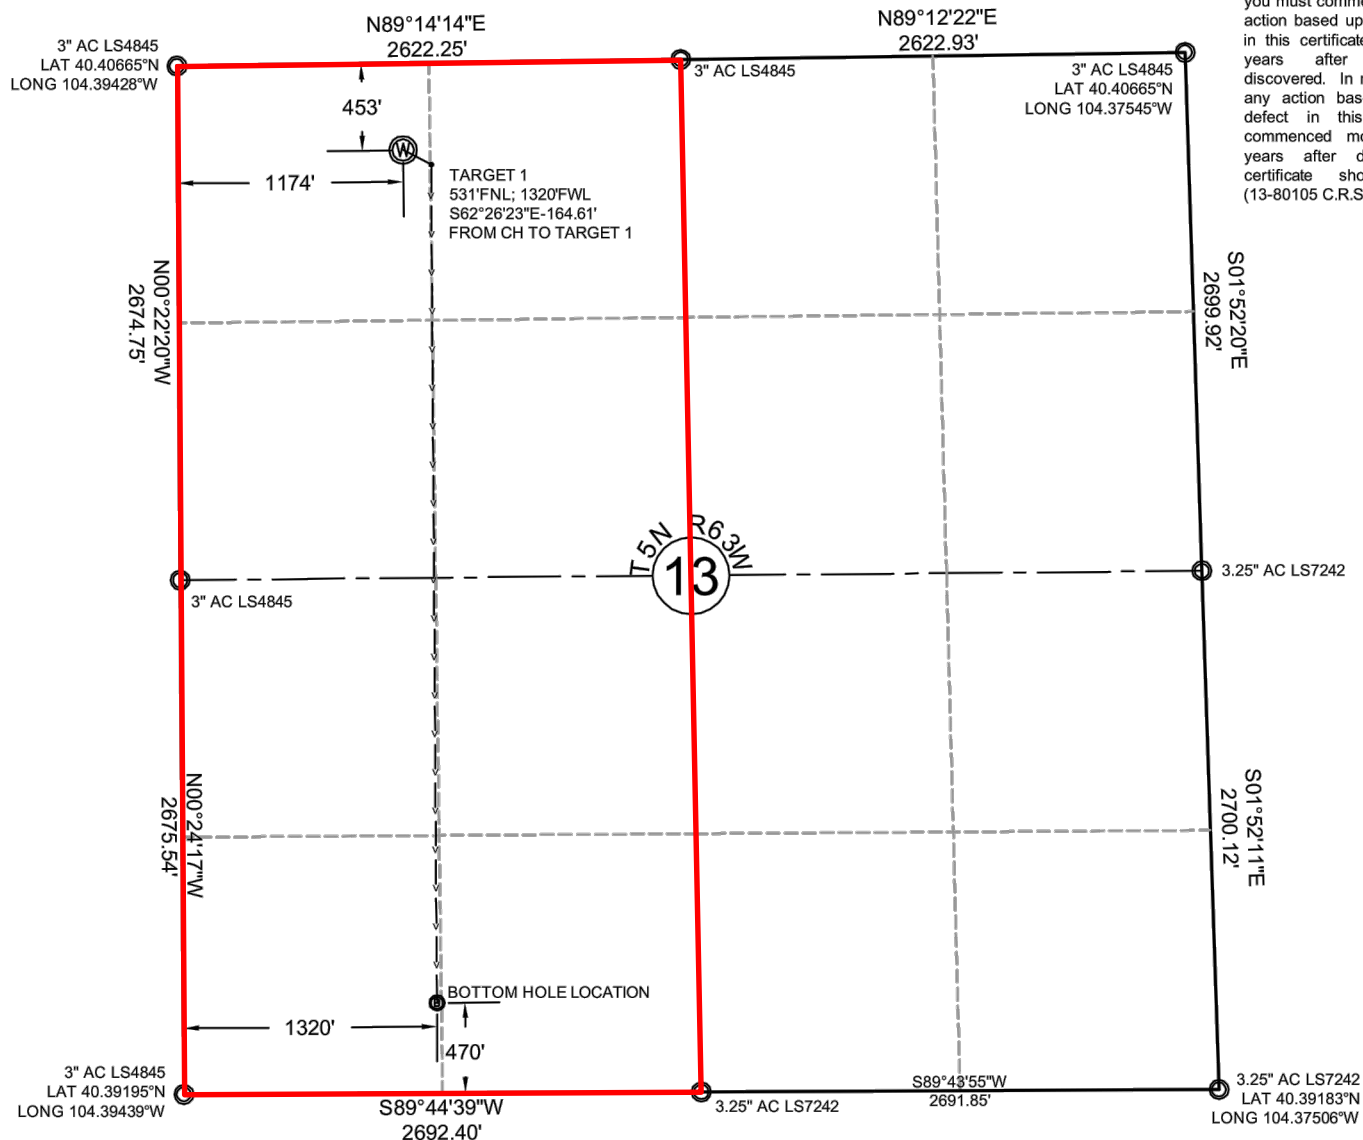 you must comme
action based up
in this certificate
years after
discovered. In n
any action bas
defect in this
commenced mo
years after d
certificate sho
(13-80105 C.R.S
N89°14'14"E
2622.25'
N89°12'22"E
2622.93'
3" AC LS4845
LAT 40.40665°N
LONG 104.39428°W
3" AC LS4845
3" AC LS4845
LAT 40.40665°N
LONG 104.37545°W
453'
W
1174'
TARGET 1
531'FNL; 1320'FWL
S62°26'23"E-164.61'
FROM CH TO TARGET 1
N00°22'20"W
2674.75'
S01°52'20"E
2699.92'
T5N R63W
13
3" AC LS4845
3.25" AC LS7242
N00°24'17"W
2675.54'
S01°52'11"E
2700.12'
BOTTOM HOLE LOCATION
1320'
470'
3" AC LS4845
LAT 40.39195°N
LONG 104.39439°W
S89°44'39"W
2692.40'
3.25" AC LS7242
S89°43'55"W
2691.85'
3.25" AC LS7242
LAT 40.39183°N
LONG 104.37506°W